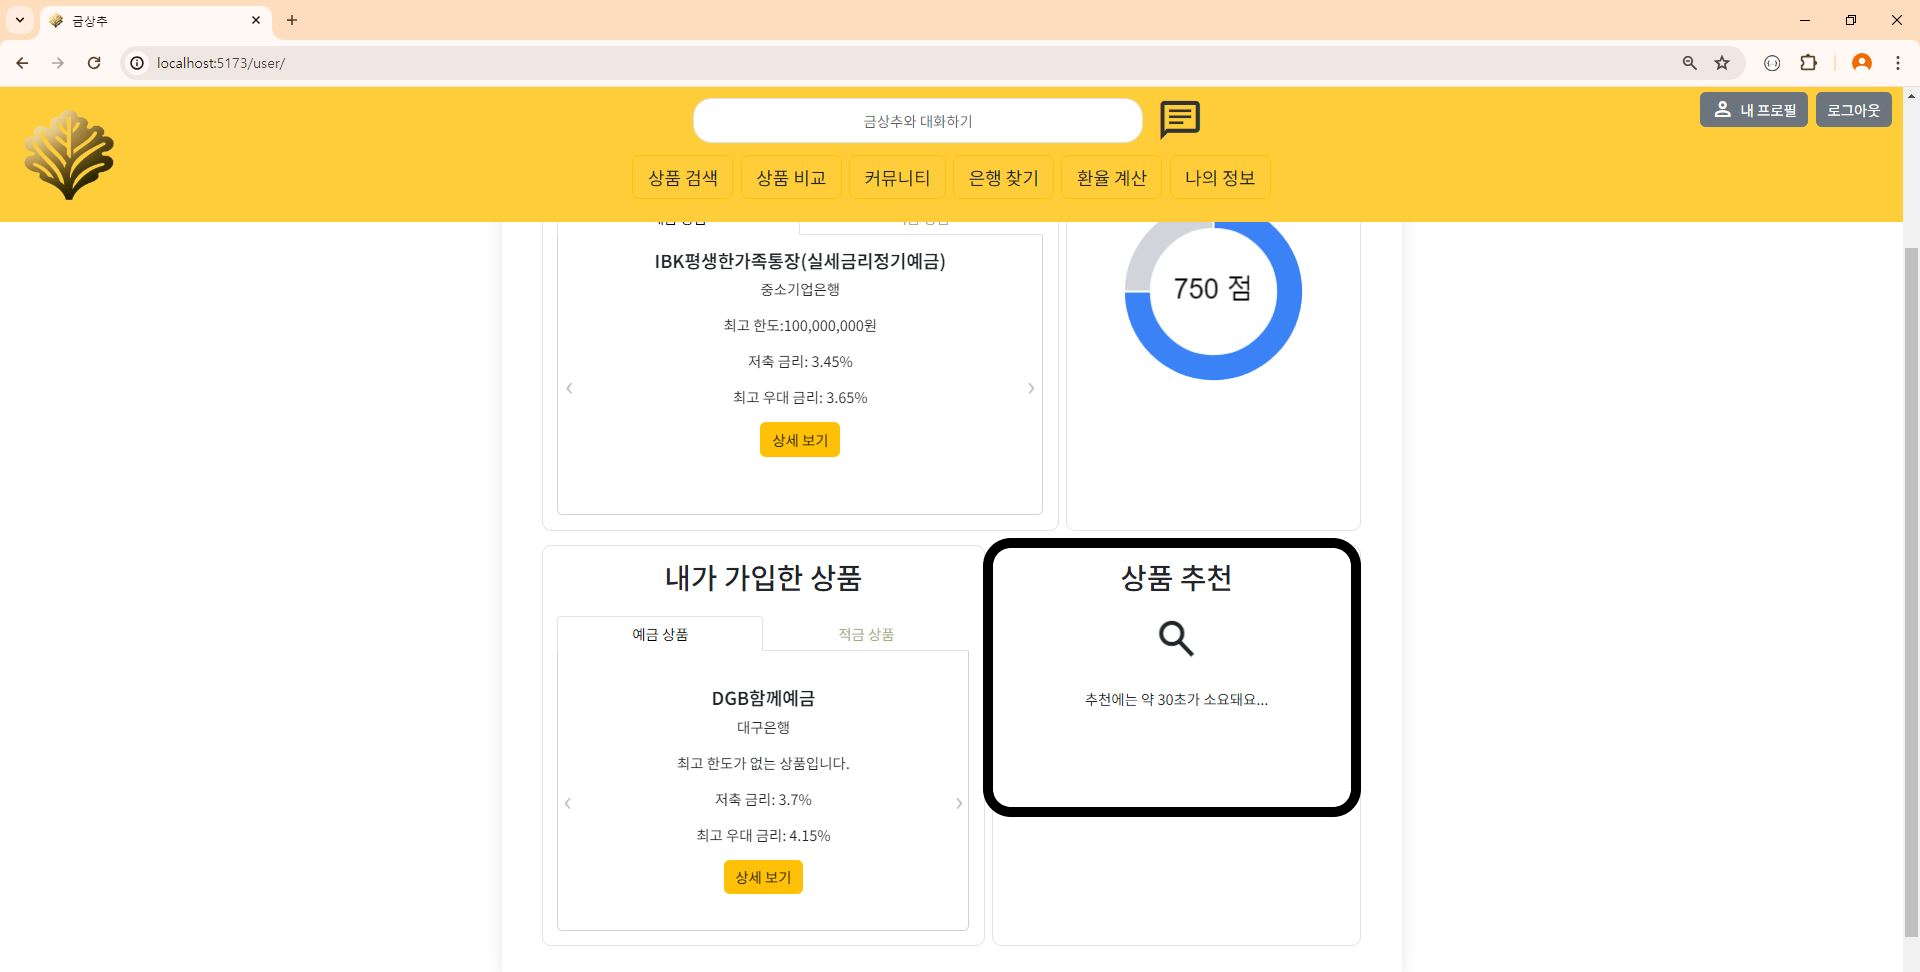 금상추
localhost:5173/user/
금상추와 대화하기
내 프로필
로그아웃
상품 검색
상품 비교
커뮤니티
은행 찾기
환율 계산
나의 정보
IBK평생한가족통장(실세금리정기예금)
중소기업은행
최고 한도:100,000,000원
저축 금리: 3.45%
최고 우대 금리: 3.65%
상세 보기
750 점
내가 가입한 상품
예금 상품
적금 상품
DGB함께예금
대구은행
최고 한도가 없는 상품입니다.
저축 금리: 3.7%
최고 우대 금리: 4.15%
상세 보기
상품 추천
추천에는 약 30초가 소요돼요...